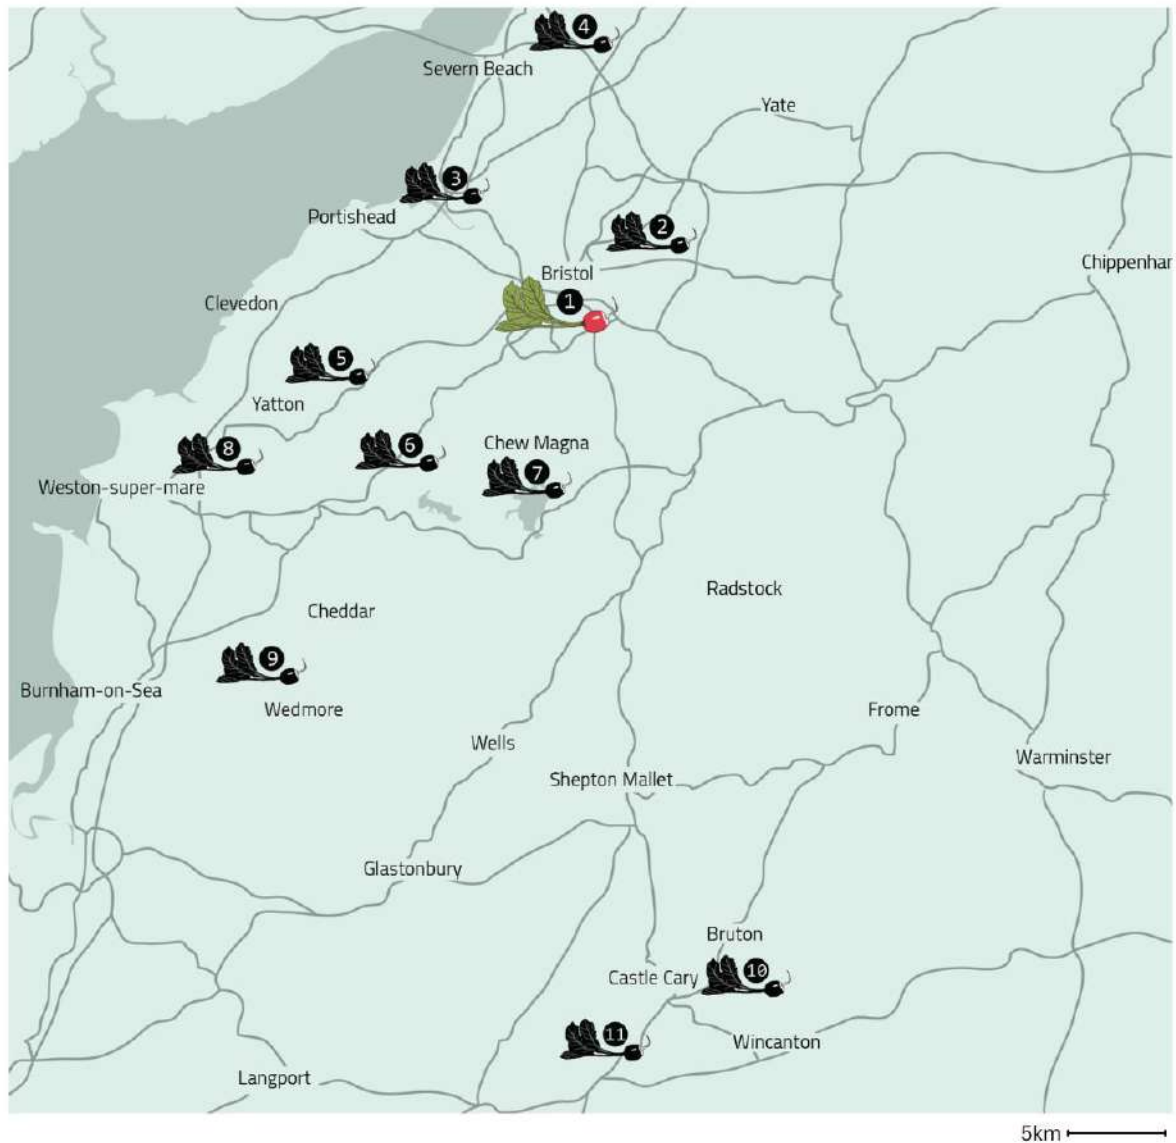 4
Severn Beach
Yate
3
Portishead
2
Chippenhar
Bristol
1
Clevedon
5
Yatton
8
6
Chew Magna
7
Weston-super-mare
Radstock
Cheddar
9
Burnham-on-Sea
Wedmore
Frome
Wells
Warminster
Shepton Mallet
Glastonbury
Bruton
Castle Cary
10
11
Wincanton
Langport
5km